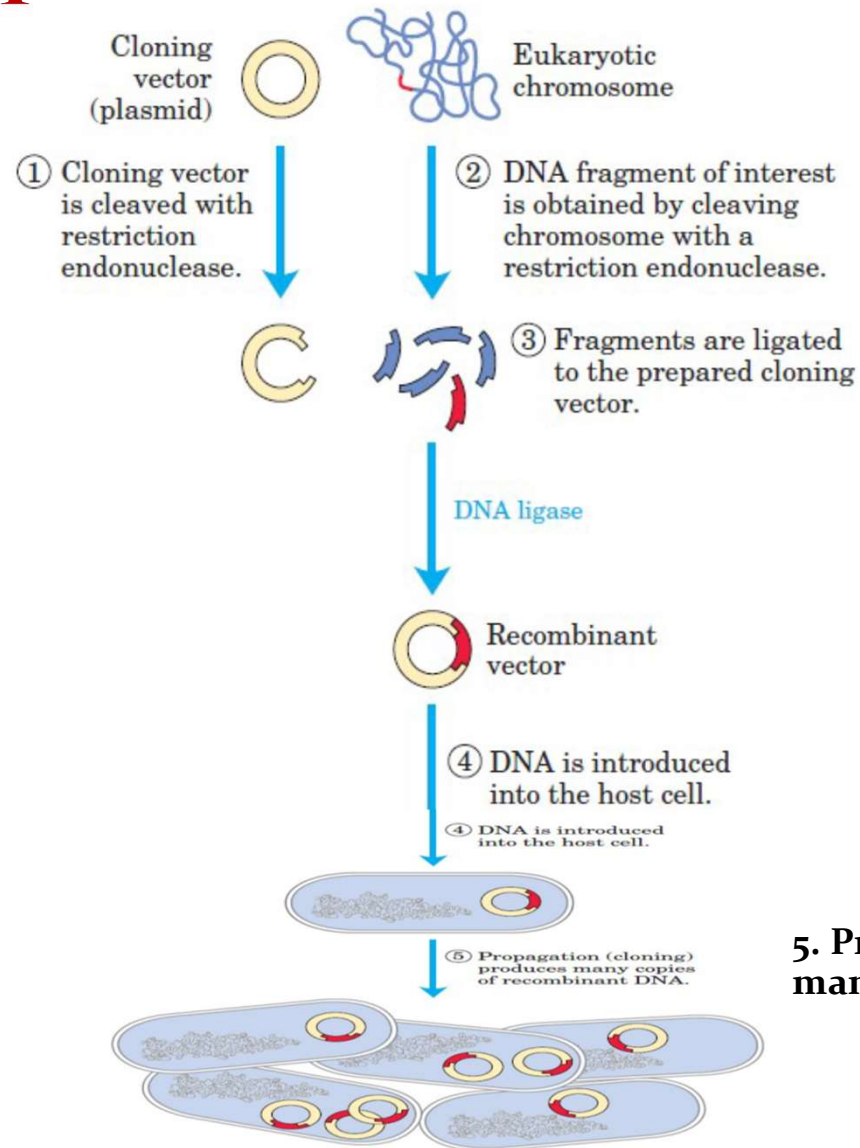 Cloning
vector
(plasmid)
Eukaryotic
chromosome
① Cloning vector
is cleaved with
restriction
endonuclease.
② DNA fragment of interest
is obtained by cleaving
chromosome with a
restriction endonuclease.
③ Fragments are ligated
to the prepared cloning
vector.
DNA ligase
Recombinant
vector
④ DNA is introduced
into the host cell.
④ DNA is introduced
into the host cell.
⑤ Propagation (cloning)
produces many copies
of recombinant DNA.
5.